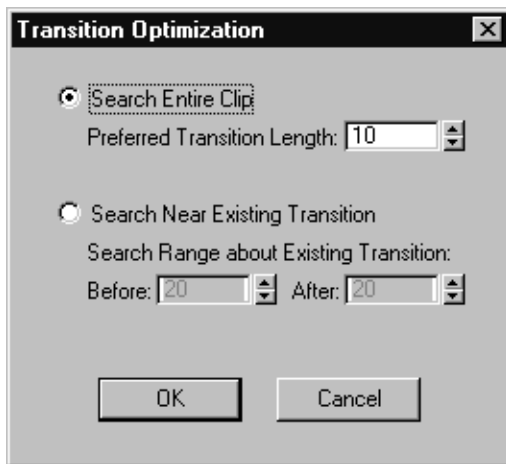 Transition Optimization
Search Entire Clip
Preferred Transition Length: 10
Search Near Existing Transition
Search Range about Existing Transition:
Before: 20 After: 20
OK Cancel